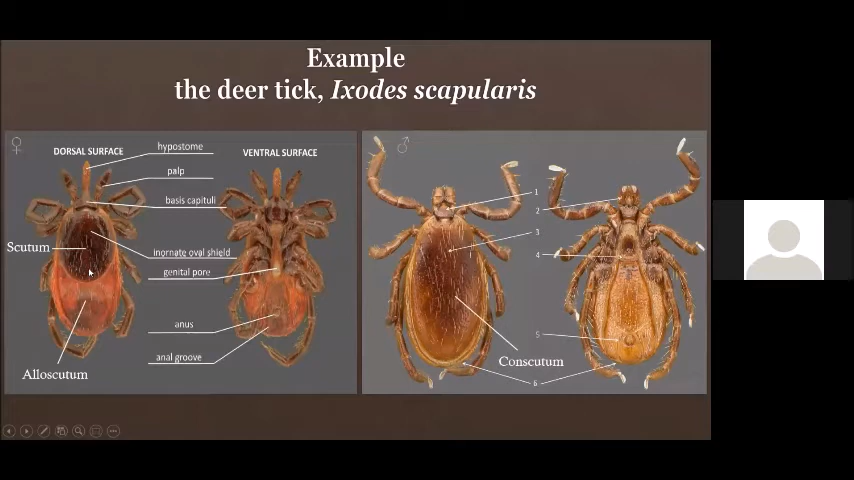 Example
the deer tick, Ixodes scapularis
♀
DORSAL SURFACE
VENTRAL SURFACE
hypostome
palp
basis capituli
Scutum
inornate oval shield
genital pore
anus
anal groove
Alloscutum
♂
1
2
3
4
5
Conscutum
6